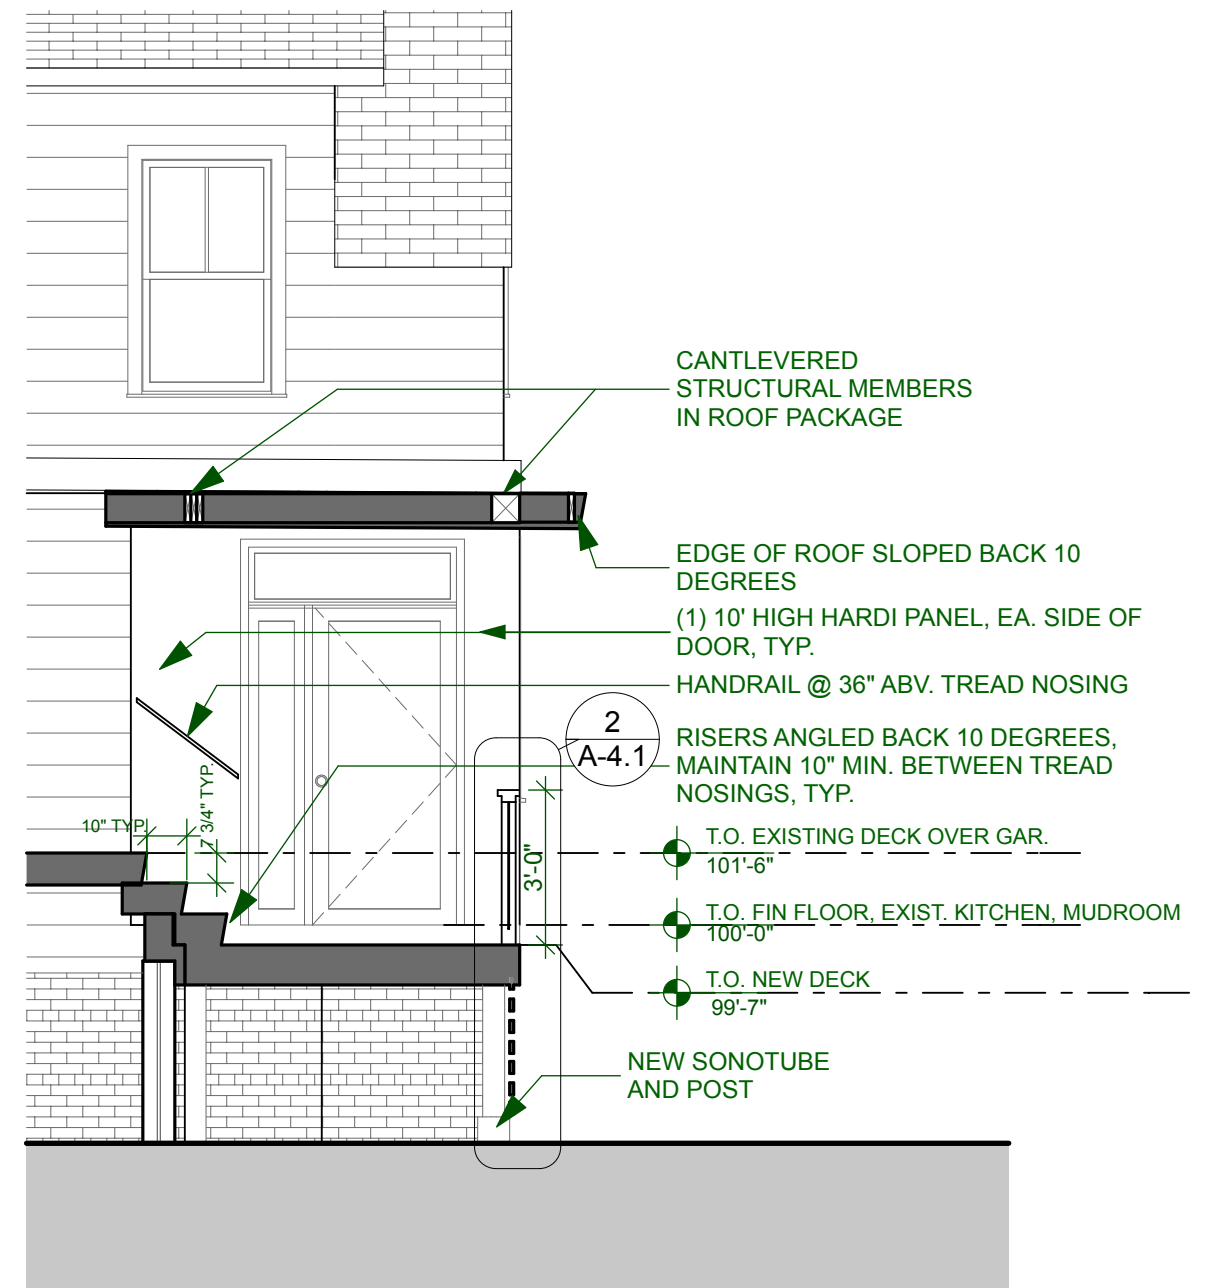 CANTLEVERED
STRUCTURAL MEMBERS
IN ROOF PACKAGE
EDGE OF ROOF SLOPED BACK 10
DEGREES
(1) 10' HIGH HARDI PANEL, EA. SIDE OF
DOOR, TYP.
HANDRAIL @ 36" ABV. TREAD NOSING
2
A-4.1
RISERS ANGLED BACK 10 DEGREES,
MAINTAIN 10" MIN. BETWEEN TREAD
NOSINGS, TYP.
10" TYP.
7 3/4" TYP.
3'-0"
T.O. EXISTING DECK OVER GAR.
101'-6"
T.O. FIN FLOOR, EXIST. KITCHEN, MUDROOM
100'-0"
T.O. NEW DECK
99'-7"
NEW SONOTUBE
AND POST